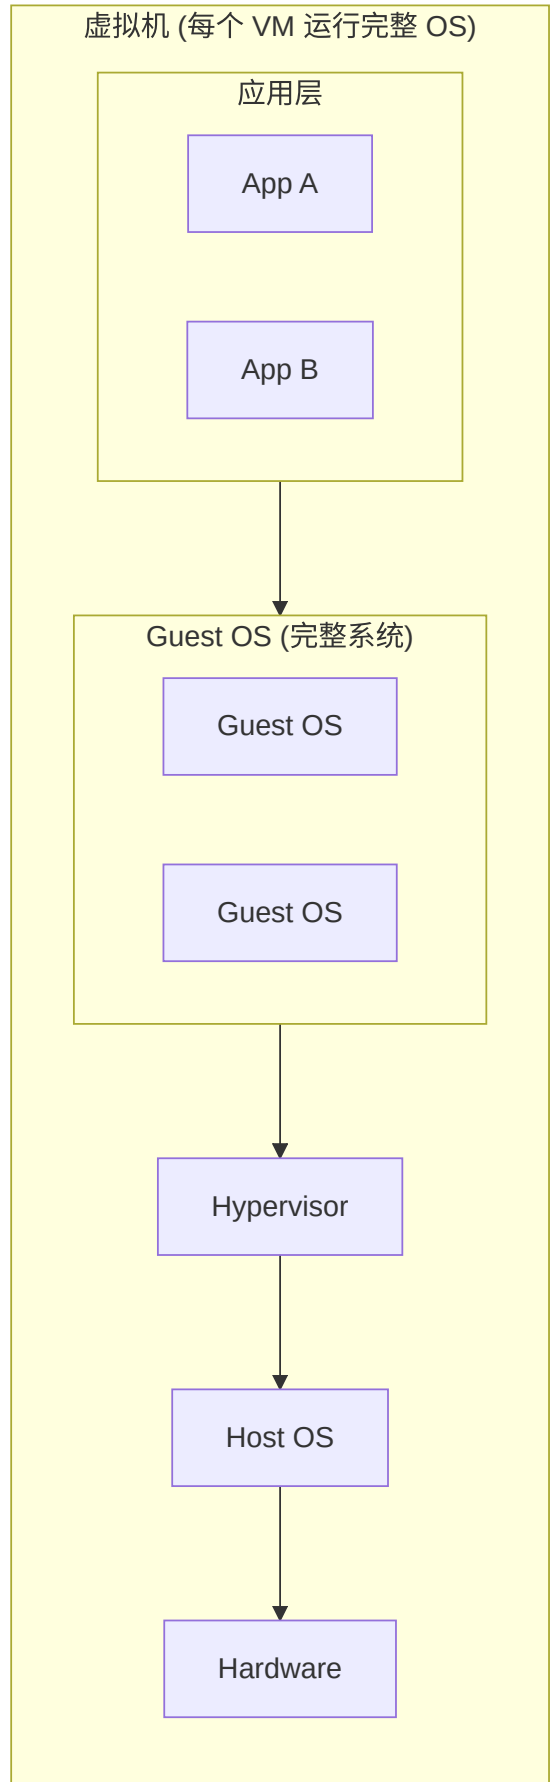 虚拟机 (每个 VM 运行完整 OS)
应用层
App A
App B
Guest OS (完整系统)
Guest OS
Guest OS
Hypervisor
Host OS
Hardware